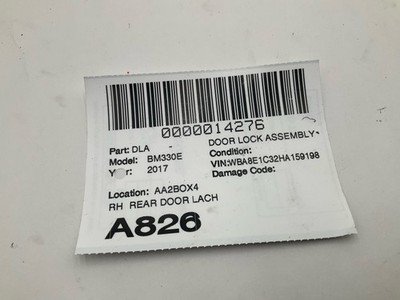 0000014276
Part: DLA - DOOR LOCK ASSEMBLY-
Model: BM330E Condition:
Year: 2017 VIN:WBA8E1C32HA159198
Damage Code:
Location: AA2BOX4
RH REAR DOOR LACH
A826